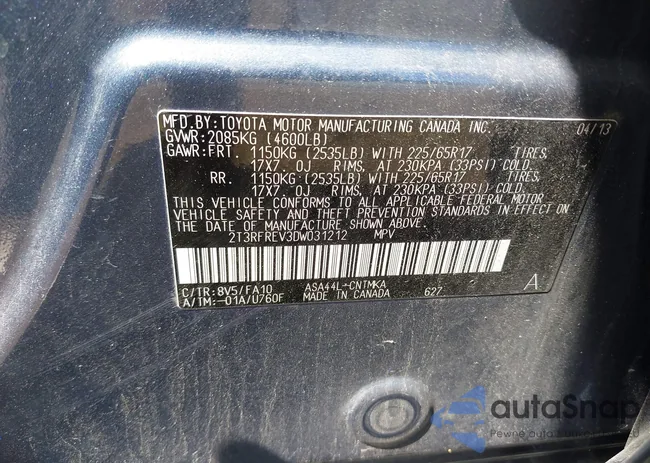 MFD.BY:TOYOTA MOTOR MANUFACTURING CANADA INC. 04/13
GVWR:2085KG (4600LB)
GAWR:FRT. 1150KG (2535LB) WITH 225/65R17 TIRES,
17X7 0J RIMS, AT 230KPA (33PSI) COLD.
RR. 1150KG (2535LB) WITH 225/65R17 TIRES,
17X7 0J RIMS, AT 230KPA (33PSI) COLD.
THIS VEHICLE CONFORMS TO ALL APPLICABLE FEDERAL MOTOR
VEHICLE SAFETY AND THEFT PREVENTION STANDARDS IN EFFECT ON
THE DATE OF MANUFACTURE SHOWN ABOVE.
2T3RFREV3DW031212 MPV
C/TR:8V5/FA10 ASA44L-CNTMKA A
A/TM:-01A/U760F MADE IN CANADA 627
autaSnap
Pewne auta